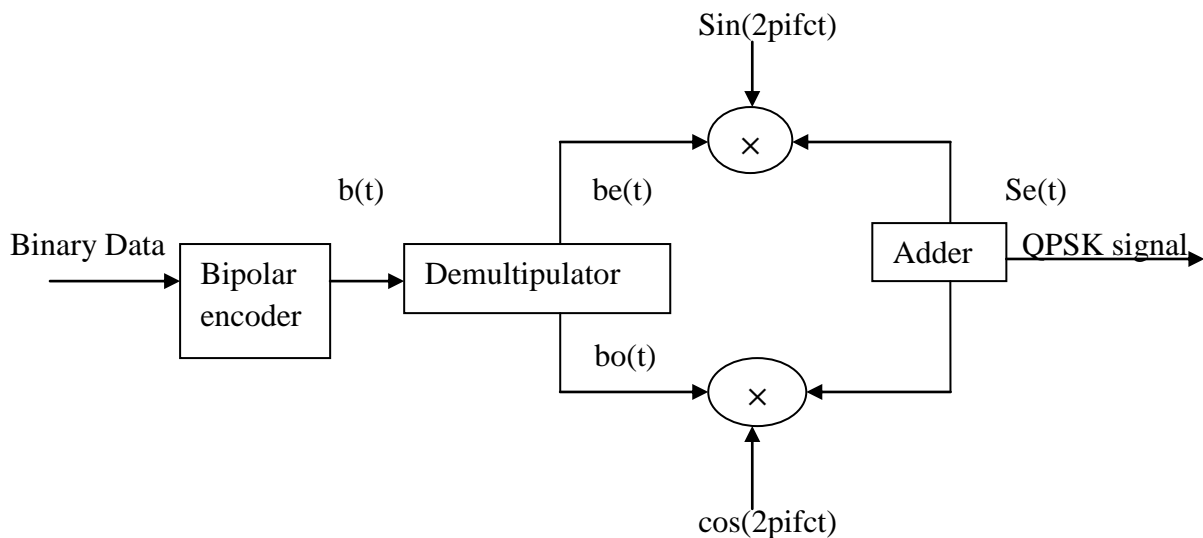 Sin(2pifct)
×
b(t)
be(t)
Se(t)
Binary Data
Bipolar
encoder
Demultipulator
Adder
QPSK signal
bo(t)
×
cos(2pifct)